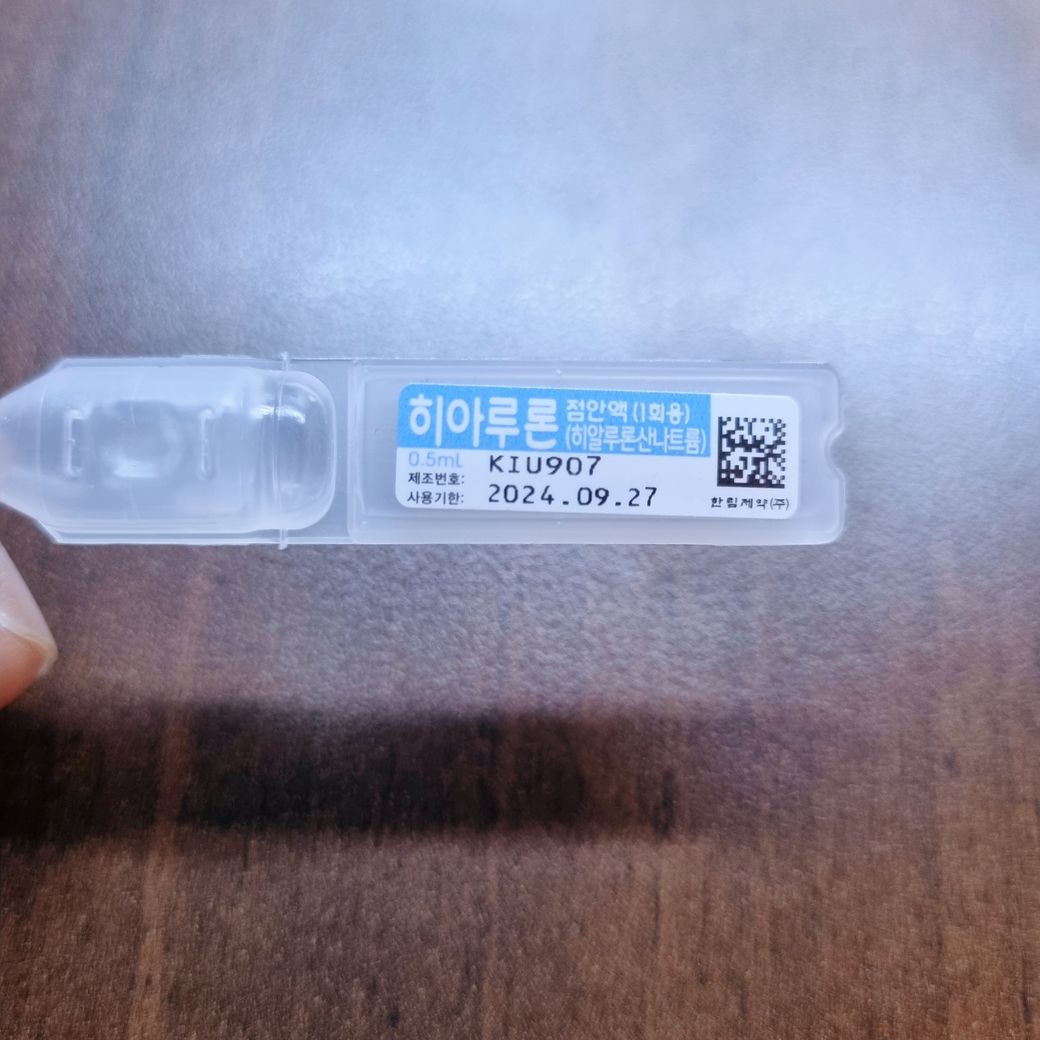 히아루론 점안액 (1회용)
(히알루론산나트륨)
0.5mL
제조번호: KIU907
사용기한: 2024.09.27
한림제약(주)